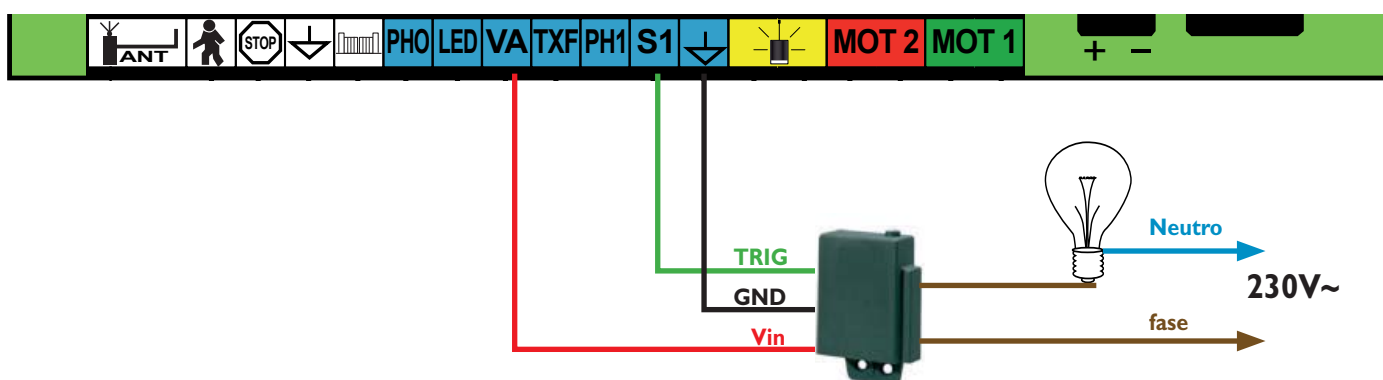 ANT STOP PHO LED VA TXF PH1 S1 MOT 2 MOT 1 + −
Neutro
TRIG
230V~
GND
fase
Vin